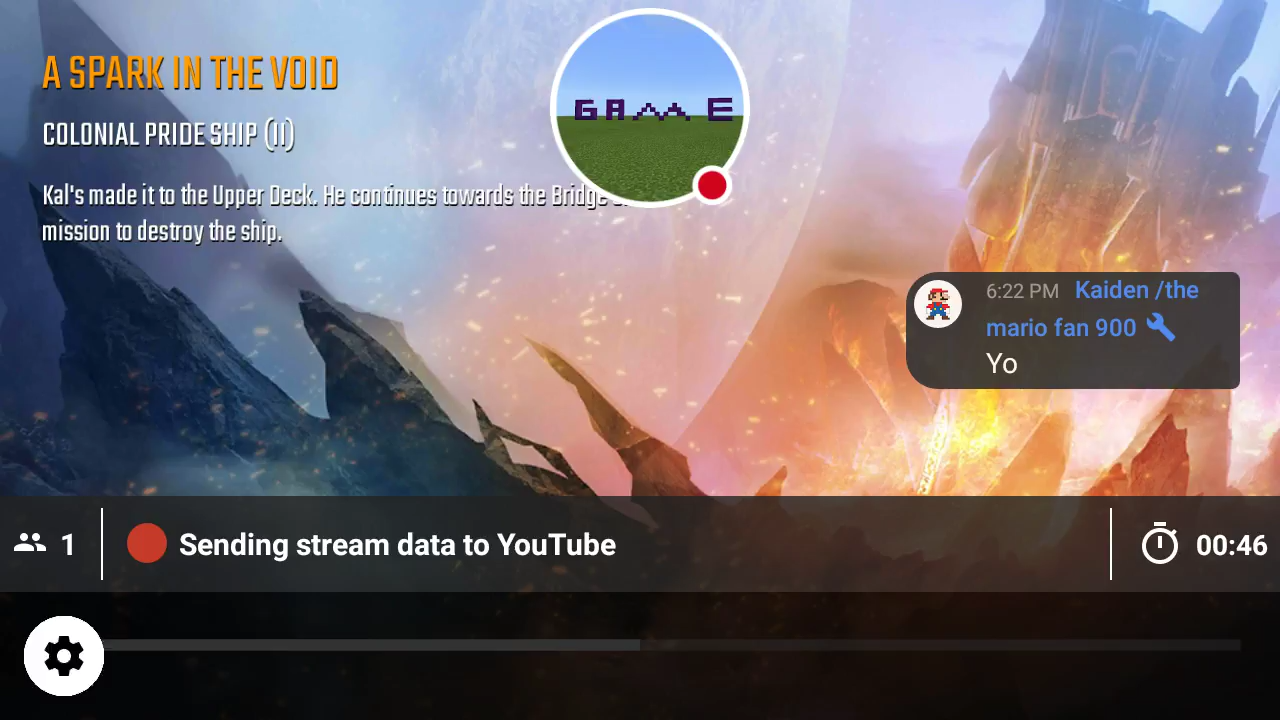 A SPARK IN THE VOID
COLONIAL PRIDE SHIP (II)
Kal's made it to the Upper Deck. He continues towards the Bridge
mission to destroy the ship.
GAME
6:22 PM Kaiden /the
mario fan 900
Yo
1
Sending stream data to YouTube
00:46